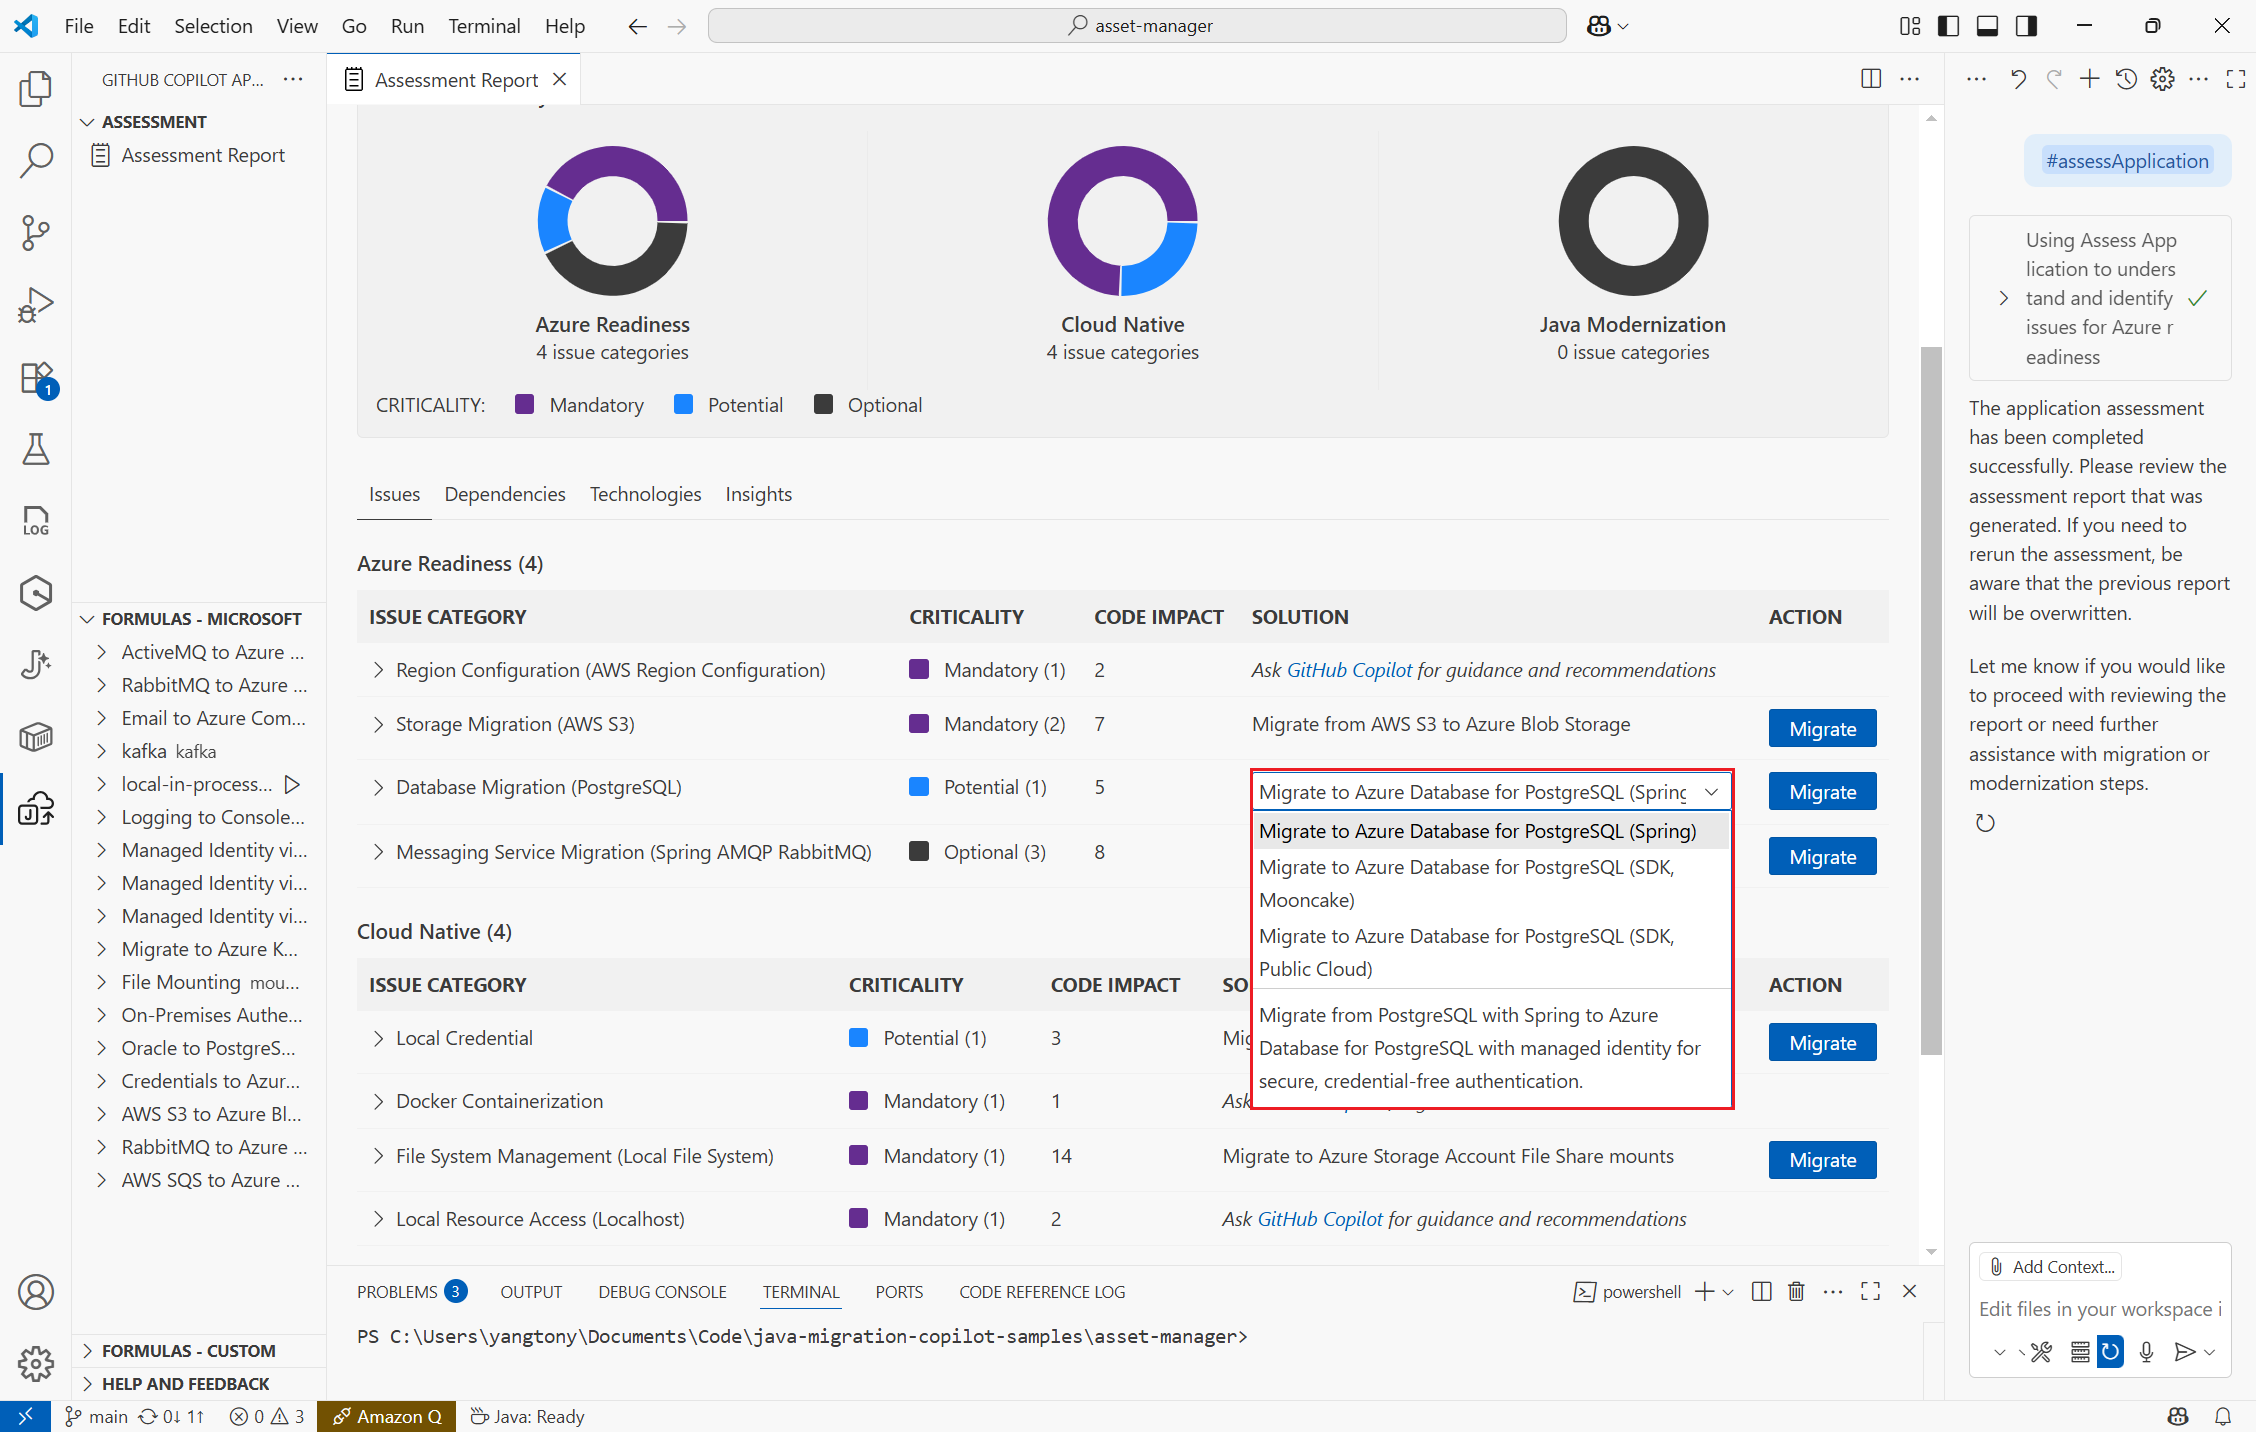 File Edit Selection View Go Run Terminal Help
asset-manager
GITHUB COPILOT AP...
ASSESSMENT
Assessment Report
FORMULAS - MICROSOFT
ActiveMQ to Azure ...
RabbitMQ to Azure ...
Email to Azure Com...
kafka kafka
local-in-process...
Logging to Console...
Managed Identity vi...
Managed Identity vi...
Managed Identity vi...
Migrate to Azure K...
File Mounting mou...
On-Premises Authe...
Oracle to PostgreS...
Credentials to Azur...
AWS S3 to Azure Bl...
RabbitMQ to Azure ...
AWS SQS to Azure ...
FORMULAS - CUSTOM
HELP AND FEEDBACK
1
LOG
Assessment Report
Azure Readiness
4 issue categories
Cloud Native
4 issue categories
Java Modernization
0 issue categories
CRITICALITY: Mandatory Potential Optional
Issues Dependencies Technologies Insights
Azure Readiness (4)
ISSUE CATEGORY CRITICALITY CODE IMPACT SOLUTION ACTION
Region Configuration (AWS Region Configuration) Mandatory (1) 2 Ask GitHub Copilot for guidance and recommendations
Storage Migration (AWS S3) Mandatory (2) 7 Migrate from AWS S3 to Azure Blob Storage Migrate
Database Migration (PostgreSQL) Potential (1) 5 Migrate to Azure Database for PostgreSQL (Spring Migrate
Messaging Service Migration (Spring AMQP RabbitMQ) Optional (3) 8 Migrate
Migrate to Azure Database for PostgreSQL (Spring)
Migrate to Azure Database for PostgreSQL (SDK,
Mooncake)
Migrate to Azure Database for PostgreSQL (SDK,
Public Cloud)
Migrate from PostgreSQL with Spring to Azure
Database for PostgreSQL with managed identity for
secure, credential-free authentication.
Cloud Native (4)
ISSUE CATEGORY CRITICALITY CODE IMPACT SO ACTION
Local Credential Potential (1) 3 Mig Migrate
Docker Containerization Mandatory (1) 1 Ask
File System Management (Local File System) Mandatory (1) 14 Migrate to Azure Storage Account File Share mounts Migrate
Local Resource Access (Localhost) Mandatory (1) 2 Ask GitHub Copilot for guidance and recommendations
PROBLEMS 3 OUTPUT DEBUG CONSOLE TERMINAL PORTS CODE REFERENCE LOG
powershell
PS C:\Users\yangtony\Documents\Code\java-migration-copilot-samples\asset-manager>
#assessApplication
Using Assess App
lication to unders
tand and identify
issues for Azure r
eadiness
The application assessment
has been completed
successfully. Please review the
assessment report that was
generated. If you need to
rerun the assessment, be
aware that the previous report
will be overwritten.
Let me know if you would like
to proceed with reviewing the
report or need further
assistance with migration or
modernization steps.
Add Context...
Edit files in your workspace i
main 0↓ 1↑ 0 3 Amazon Q Java: Ready